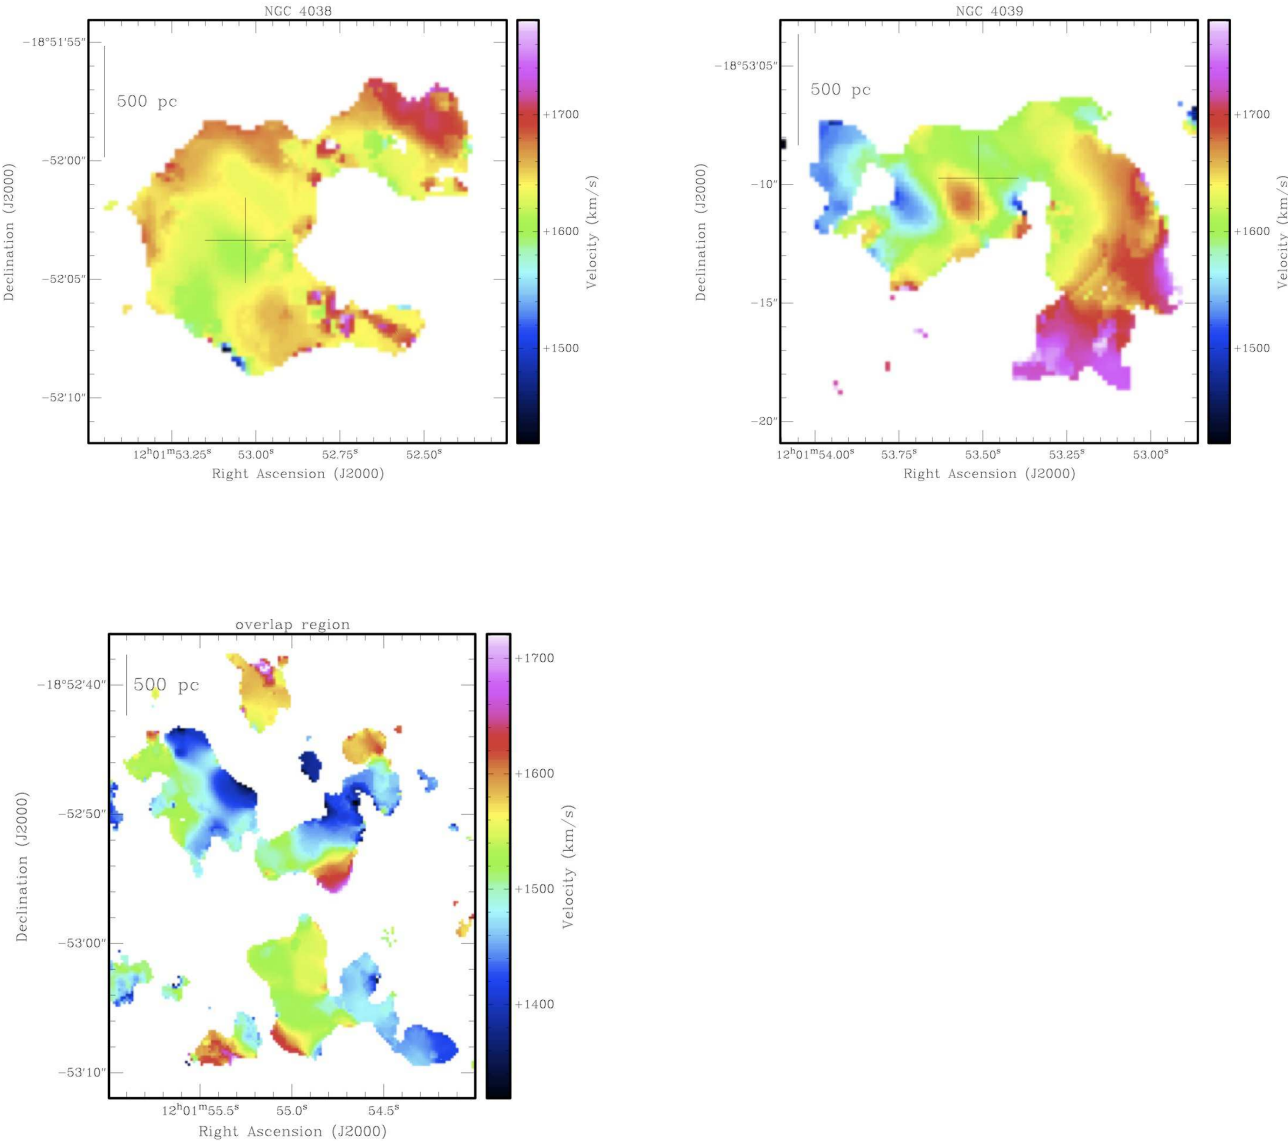 NGC 4038
500 pc
−18°51′55″
−52′00″
−52′05″
−52′10″
Declination (J2000)
12ʰ01ᵐ53.25ˢ 53.00ˢ 52.75ˢ 52.50ˢ
Right Ascension (J2000)
+1700
+1600
+1500
Velocity (km/s)
NGC 4039
500 pc
−18°53′05″
−10″
−15″
−20″
Declination (J2000)
12ʰ01ᵐ54.00ˢ 53.75ˢ 53.50ˢ 53.25ˢ 53.00ˢ
Right Ascension (J2000)
+1700
+1600
+1500
Velocity (km/s)
overlap region
500 pc
−18°52′40″
−52′50″
−53′00″
−53′10″
Declination (J2000)
12ʰ01ᵐ55.5ˢ 55.0ˢ 54.5ˢ
Right Ascension (J2000)
+1700
+1600
+1500
+1400
Velocity (km/s)